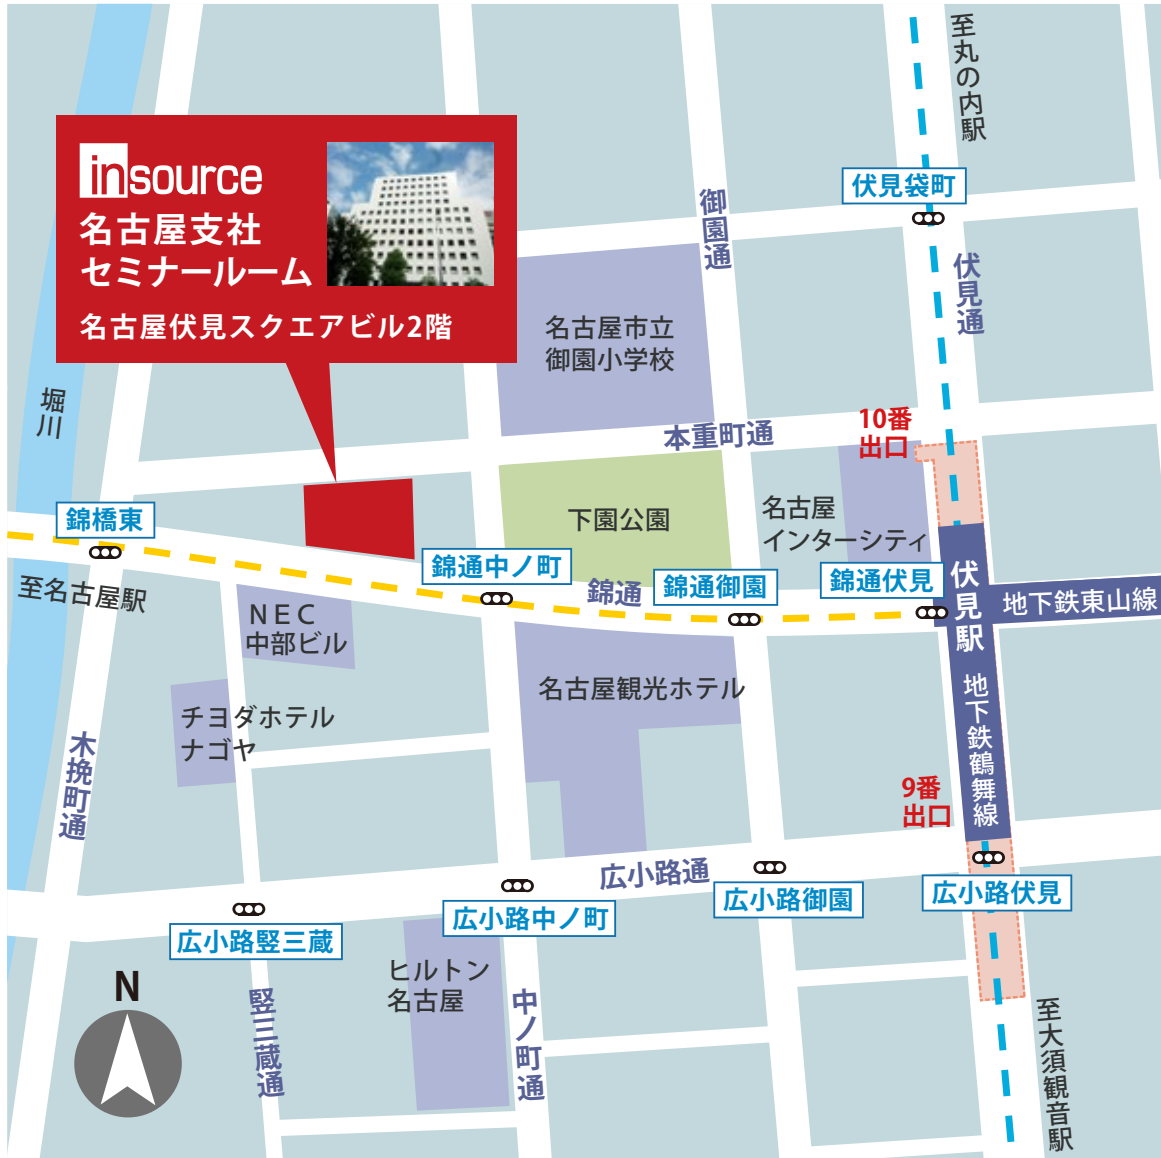 至丸の内駅
insource
名古屋支社
セミナールーム
名古屋伏見スクエアビル2階
伏見袋町
御園通
伏見通
名古屋市立
御園小学校
堀川
本重町通
10番
出口
錦橋東
至名古屋駅
下園公園
名古屋
インターシティ
錦通中ノ町
錦通
錦通御園
錦通伏見
伏見駅
地下鉄東山線
NEC
中部ビル
名古屋観光ホテル
地下鉄鶴舞線
チヨダホテル
ナゴヤ
木挽町通
9番
出口
広小路通
広小路竪三蔵
広小路中ノ町
広小路御園
広小路伏見
ヒルトン
名古屋
N
竪三蔵通
中ノ町通
至大須観音駅